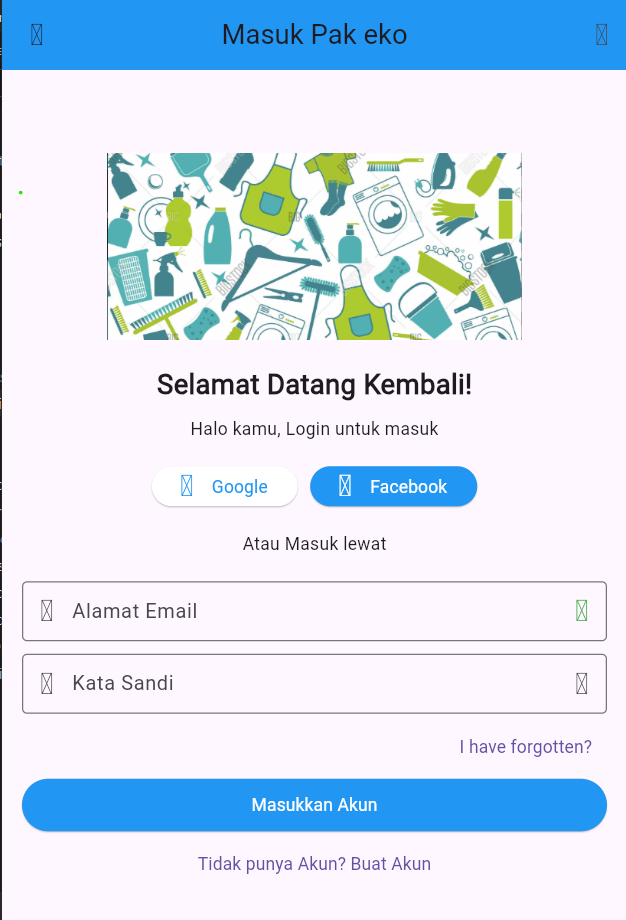 Masuk Pak eko
Selamat Datang Kembali!
Halo kamu, Login untuk masuk
Google
Facebook
Atau Masuk lewat
Alamat Email
Kata Sandi
I have forgotten?
Masukkan Akun
Tidak punya Akun? Buat Akun